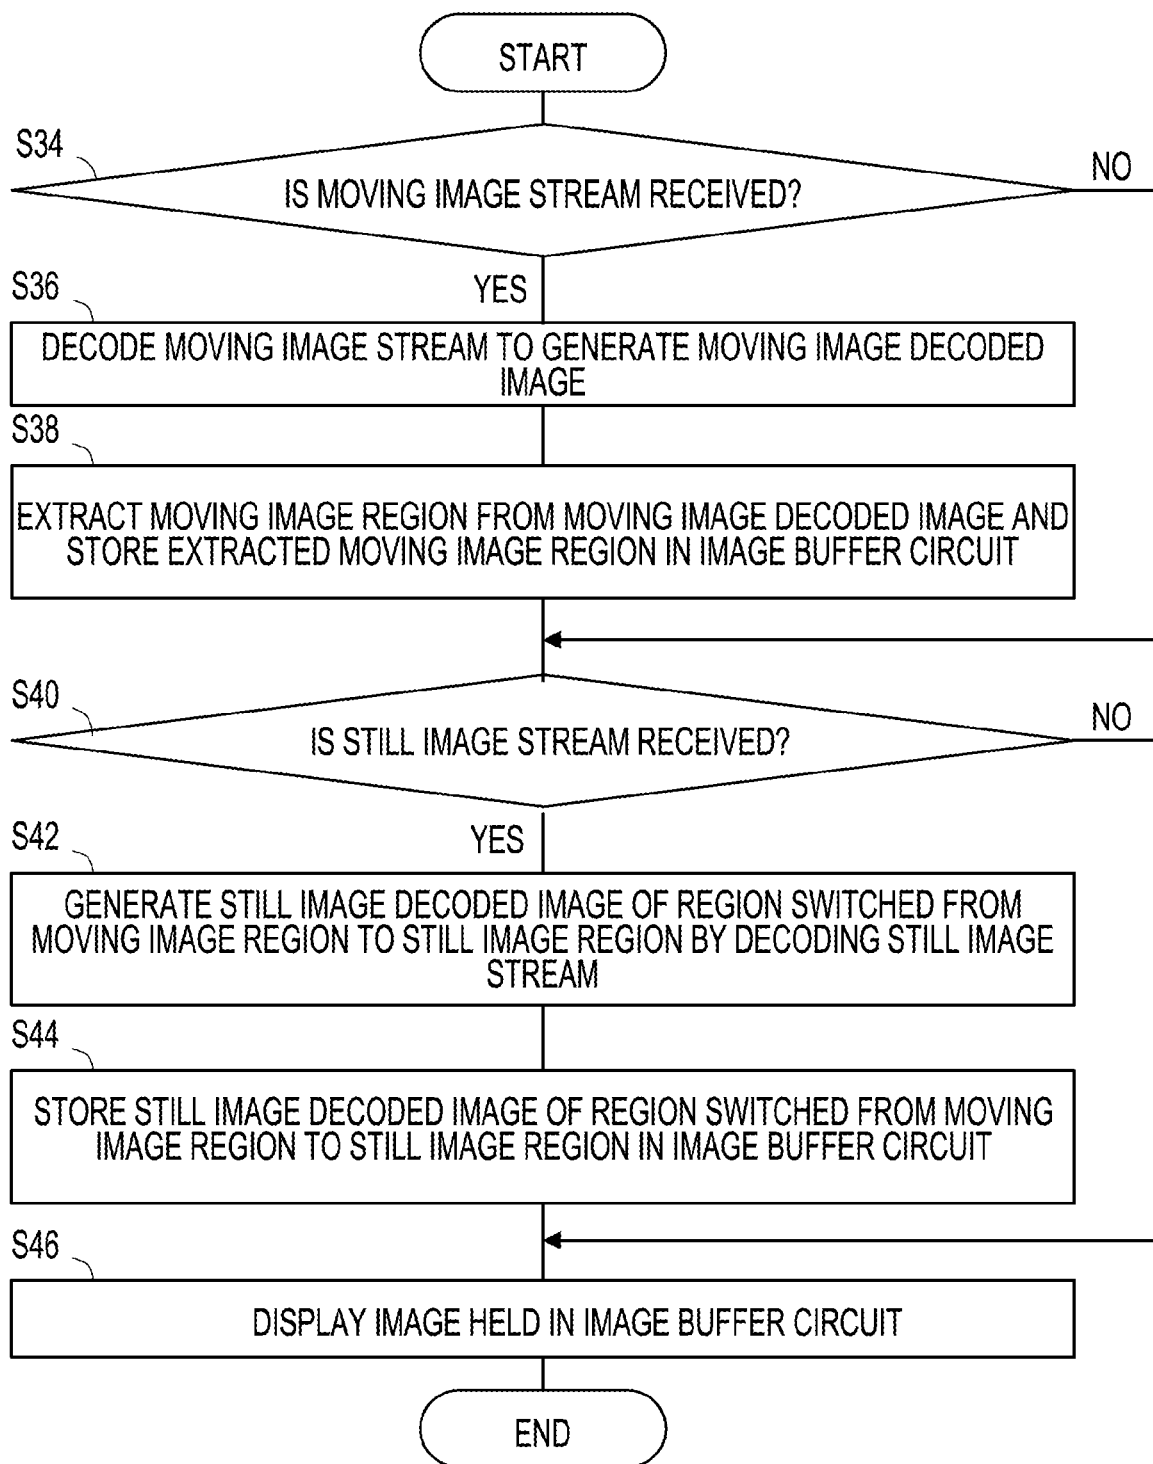 START
S34
IS MOVING IMAGE STREAM RECEIVED?
NO
YES
S36
DECODE MOVING IMAGE STREAM TO GENERATE MOVING IMAGE DECODED
IMAGE
S38
EXTRACT MOVING IMAGE REGION FROM MOVING IMAGE DECODED IMAGE AND
STORE EXTRACTED MOVING IMAGE REGION IN IMAGE BUFFER CIRCUIT
S40
IS STILL IMAGE STREAM RECEIVED?
NO
YES
S42
GENERATE STILL IMAGE DECODED IMAGE OF REGION SWITCHED FROM
MOVING IMAGE REGION TO STILL IMAGE REGION BY DECODING STILL IMAGE
STREAM
S44
STORE STILL IMAGE DECODED IMAGE OF REGION SWITCHED FROM MOVING
IMAGE REGION TO STILL IMAGE REGION IN IMAGE BUFFER CIRCUIT
S46
DISPLAY IMAGE HELD IN IMAGE BUFFER CIRCUIT
END